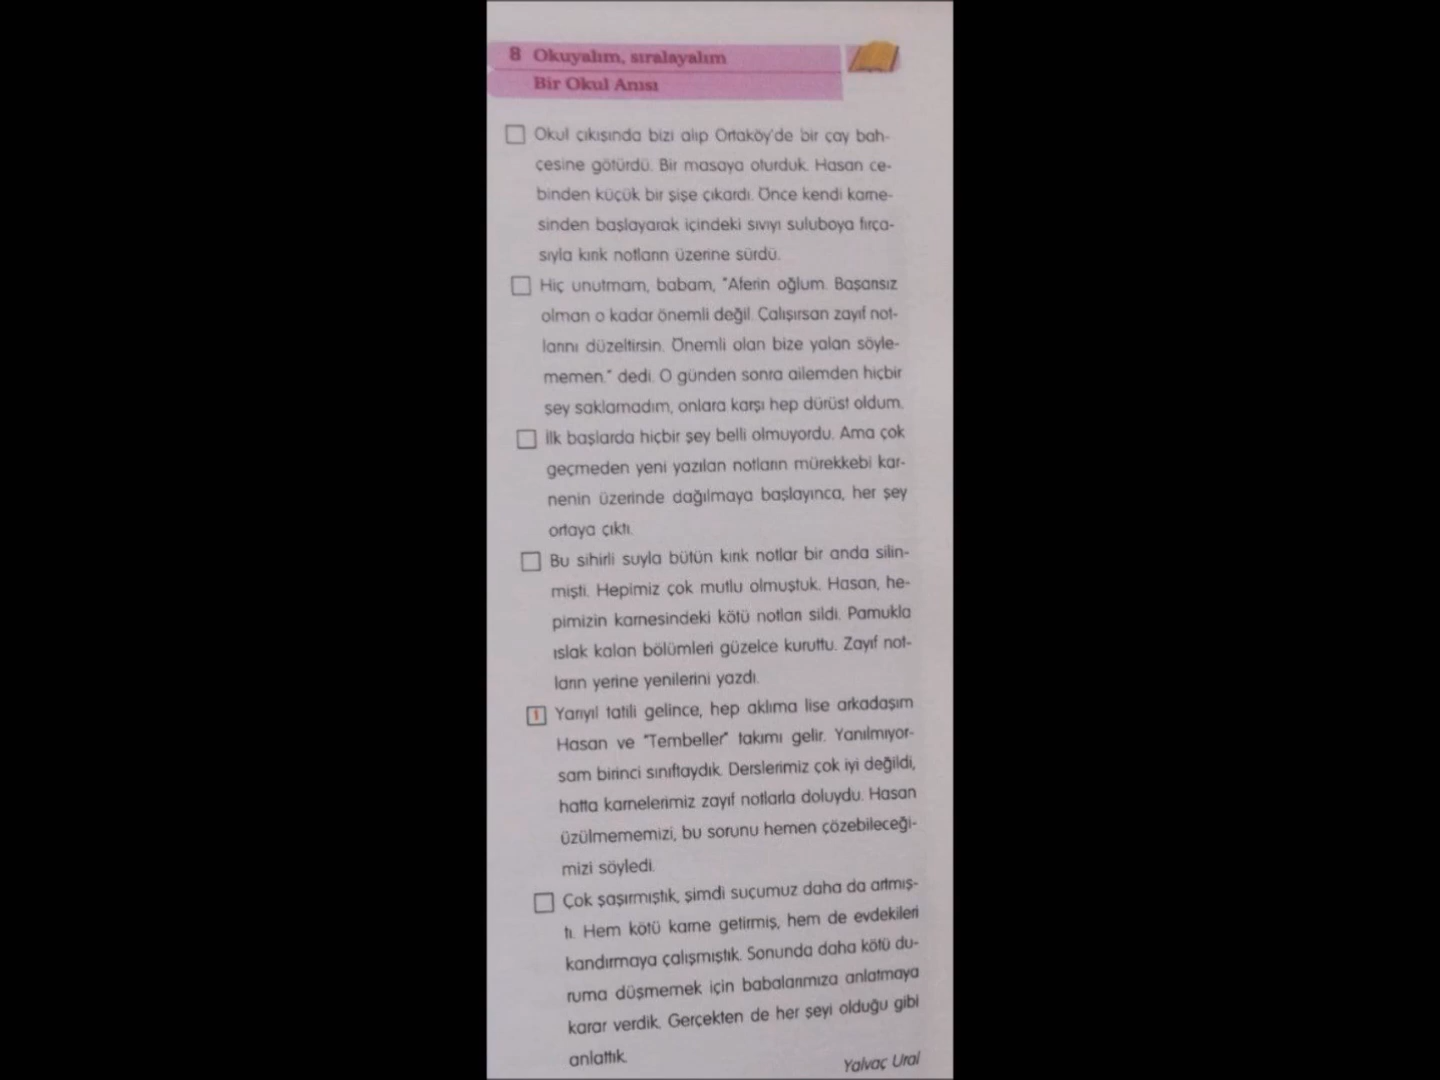 8 Okuyalım, sıralayalım
Bir Okul Anısı
Okul çıkışında bizi alıp Ortaköy'de bir çay bah-
çesine götürdü. Bir masaya oturduk. Hasan ce-
binden küçük bir şişe çıkardı. Önce kendi karne-
sinden başlayarak içindeki sıvıyı suluboya fırça-
sıyla kırık notların üzerine sürdü.
Hiç unutmam, babam, "Aferin oğlum. Başarısız
olman o kadar önemli değil. Çalışırsan zayıf not-
larını düzeltirsin. Önemli olan bize yalan söyle-
memen." dedi. O günden sonra ailemden hiçbir
şey saklamadım, onlara karşı hep dürüst oldum.
İlk başlarda hiçbir şey belli olmuyordu. Ama çok
geçmeden yeni yazılan notların mürekkebi kar-
nenin üzerinde dağılmaya başlayınca, her şey
ortaya çıktı.
Bu sihirli suyla bütün kırık notlar bir anda silin-
mişti. Hepimiz çok mutlu olmuştuk. Hasan, he-
pimizin karnesindeki kötü notları sildi. Pamukla
ıslak kalan bölümleri güzelce kuruttu. Zayıf not-
ların yerine yenilerini yazdı.
1 Yarıyıl tatili gelince, hep aklıma lise arkadaşım
Hasan ve "Tembeller" takımı gelir. Yanılmıyor-
sam birinci sınıftaydık. Derslerimiz çok iyi değildi,
hatta karnelerimiz zayıf notlarla doluydu. Hasan
üzülmememizi, bu sorunu hemen çözebileceği-
mizi söyledi.
Çok şaşırmıştık, şimdi suçumuz daha da artmış-
tı. Hem kötü karne getirmiş, hem de evdekileri
kandırmaya çalışmıştık. Sonunda daha kötü du-
ruma düşmemek için babalarımıza anlatmaya
karar verdik. Gerçekten de her şeyi olduğu gibi
anlattık.
Yalvaç Ural